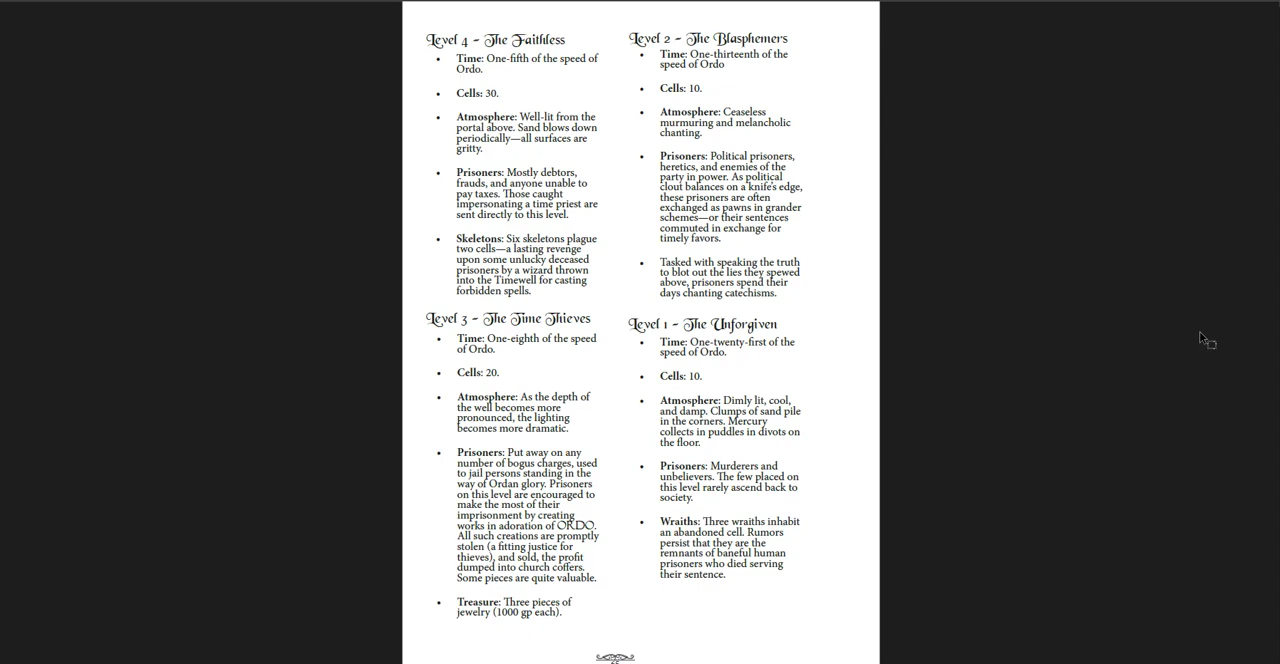 Level 4 - The Faithless
• Time: One-fifth of the speed of
Ordo.
• Cells: 30.
• Atmosphere: Well-lit from the
portal above. Sand blows down
periodically—all surfaces are
gritty.
• Prisoners: Mostly debtors,
frauds, and anyone unable to
pay taxes. Those caught
impersonating a time priest are
sent directly to this level.
• Skeletons: Six skeletons plague
two cells—a lasting revenge
upon some unlucky deceased
prisoners by a wizard thrown
into the Timewell for casting
forbidden spells.
Level 3 - The Time Thieves
• Time: One-eighth of the speed
of Ordo.
• Cells: 20.
• Atmosphere: As the depth of
the well becomes more
pronounced, the lighting
becomes more dramatic.
• Prisoners: Put away on any
number of bogus charges, used
to jail persons standing in the
way of Ordan glory. Prisoners
on this level are encouraged to
make the most of their
imprisonment by creating
works in adoration of ORDO.
All such creations are promptly
stolen (a fitting justice for
thieves), and sold, the profit
dumped into church coffers.
Some pieces are quite valuable.
• Treasure: Three pieces of
jewelry (1000 gp each).
Level 2 - The Blasphemers
• Time: One-thirteenth of the
speed of Ordo
• Cells: 10.
• Atmosphere: Ceaseless
murmuring and melancholic
chanting.
• Prisoners: Political prisoners,
heretics, and enemies of the
party in power. As political
clout balances on a knife's edge,
these prisoners are often
exchanged as pawns in grander
schemes—or their sentences
commuted in exchange for
timely favors.
• Tasked with speaking the truth
to blot out the lies they spewed
above, prisoners spend their
days chanting catechisms.
Level 1 - The Unforgiven
• Time: One-twenty-first of the
speed of Ordo.
• Cells: 10.
• Atmosphere: Dimly lit, cool,
and damp. Clumps of sand pile
in the corners. Mercury
collects in puddles in divots on
the floor.
• Prisoners: Murderers and
unbelievers. The few placed on
this level rarely ascend back to
society.
• Wraiths: Three wraiths inhabit
an abandoned cell. Rumors
persist that they are the
remnants of baneful human
prisoners who died serving
their sentence.